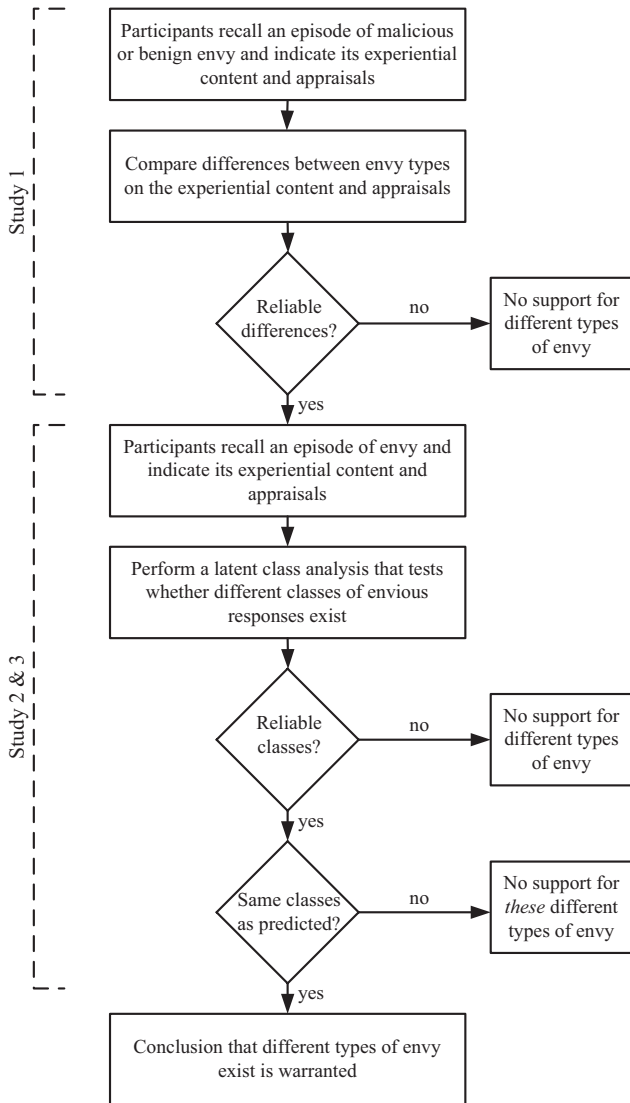 Participants recall an episode of malicious
or benign envy and indicate its experiential
content and appraisals
Compare differences between envy types
on the experiential content and appraisals
Study 1
Reliable
differences?
no
No support for
different types
of envy
yes
Participants recall an episode of envy and
indicate its experiential content and
appraisals
Perform a latent class analysis that tests
whether different classes of envious
responses exist
Study 2 & 3
Reliable
classes?
no
No support for
different types
of envy
yes
Same classes
as predicted?
no
No support for
these different
types of envy
yes
Conclusion that different types of envy
exist is warranted